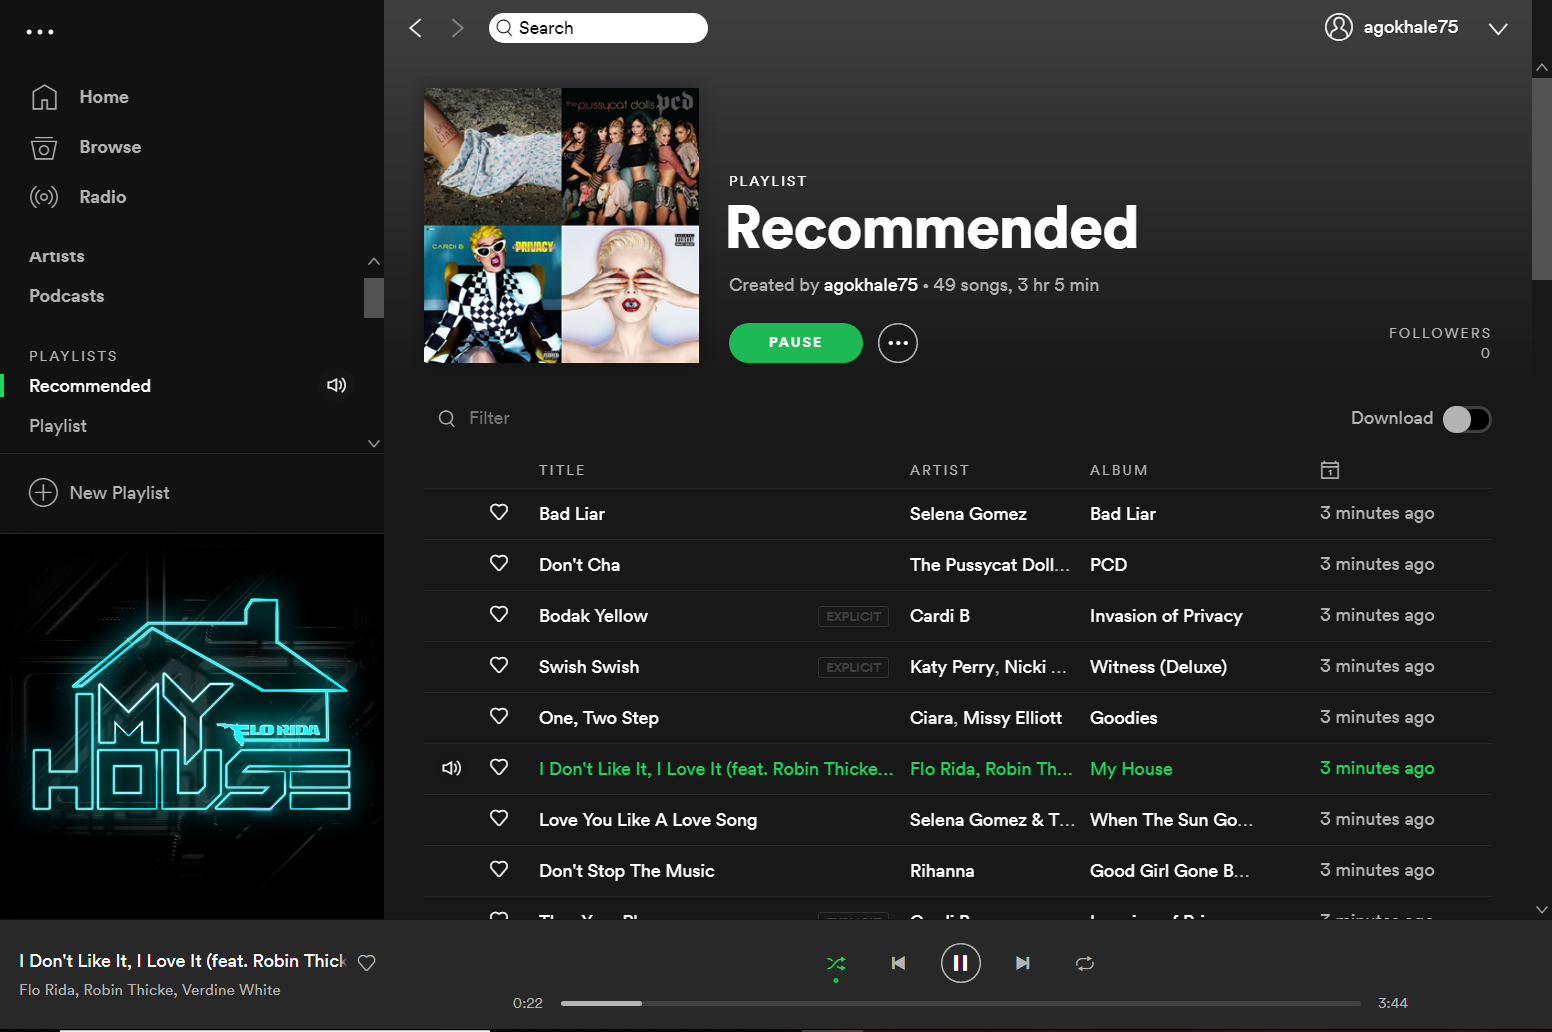 Search
agokhale75
Home
Browse
Radio
Artists
Podcasts
PLAYLISTS
Recommended
Playlist
New Playlist
the pussycat dolls pcd
CARDI B PRIVACY
PLAYLIST
Recommended
Created by agokhale75 • 49 songs, 3 hr 5 min
PAUSE
FOLLOWERS
0
Filter
Download
TITLE ARTIST ALBUM
Bad Liar Selena Gomez Bad Liar 3 minutes ago
Don't Cha The Pussycat Doll... PCD 3 minutes ago
Bodak Yellow EXPLICIT Cardi B Invasion of Privacy 3 minutes ago
Swish Swish EXPLICIT Katy Perry, Nicki ... Witness (Deluxe) 3 minutes ago
One, Two Step Ciara, Missy Elliott Goodies 3 minutes ago
I Don't Like It, I Love It (feat. Robin Thicke... Flo Rida, Robin Th... My House 3 minutes ago
Love You Like A Love Song Selena Gomez & T... When The Sun Go... 3 minutes ago
Don't Stop The Music Rihanna Good Girl Gone B... 3 minutes ago
MY
FLO RIDA
HOUSE
I Don't Like It, I Love It (feat. Robin Thick
Flo Rida, Robin Thicke, Verdine White
0:22
3:44